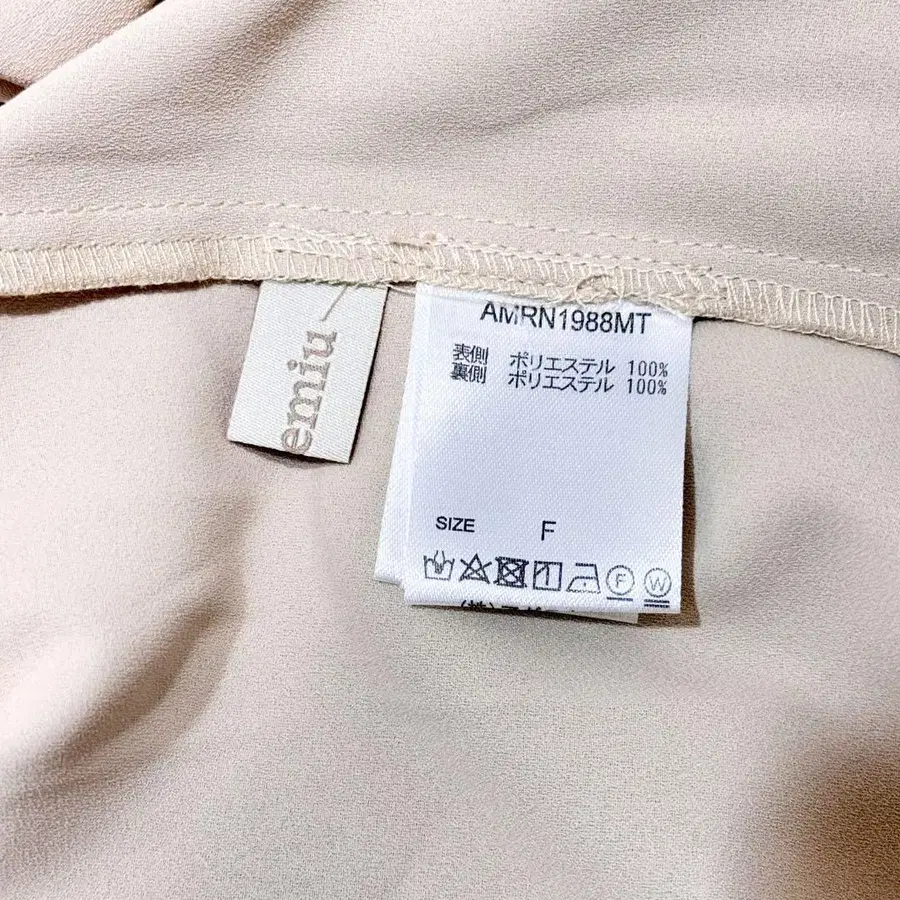 emiu
AMRN1988MT
表側 ポリエステル 100%
裏側 ポリエステル 100%
SIZE F
F W